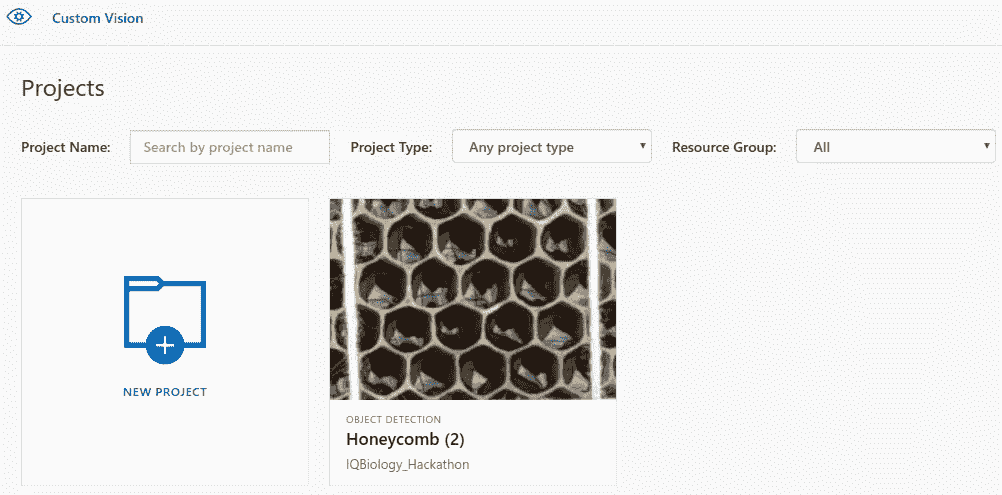 Custom Vision
Projects
Project Name: Search by project name Project Type: Any project type Resource Group: All
NEW PROJECT
OBJECT DETECTION
Honeycomb (2)
IQBiology_Hackathon